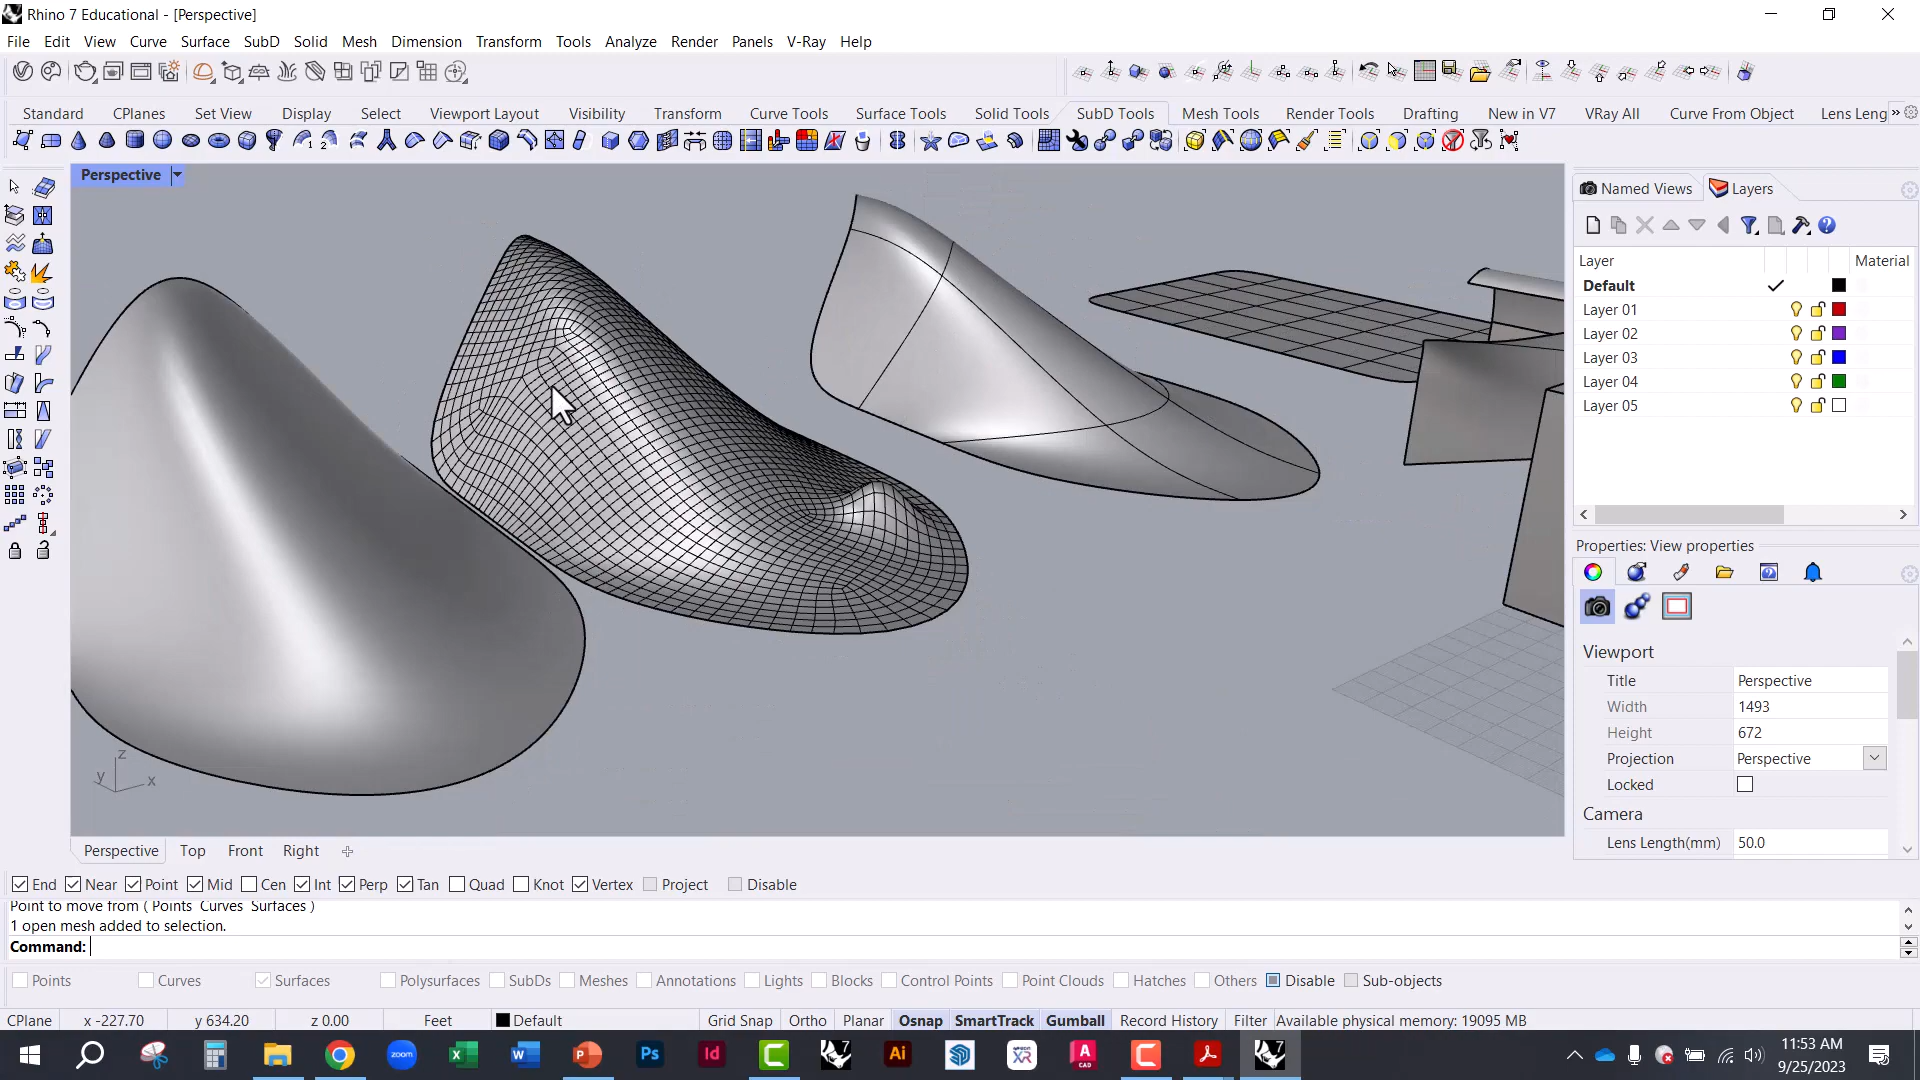 Rhino 7 Educational - [Perspective]
File Edit View Curve Surface SubD Solid Mesh Dimension Transform Tools Analyze Render Panels V-Ray Help
Standard CPlanes Set View Display Select Viewport Layout Visibility Transform Curve Tools Surface Tools Solid Tools SubD Tools Mesh Tools Render Tools Drafting New in V7 VRay All Curve From Object Lens Leng »
Perspective
Named Views Layers
Layer Material
Default
Layer 01
Layer 02
Layer 03
Layer 04
Layer 05
Properties: View properties
Viewport
Title Perspective
Width 1493
Height 672
Projection Perspective
Locked
Camera
Lens Length(mm) 50.0
z
y x
Perspective Top Front Right
End Near Point Mid Cen Int Perp Tan Quad Knot Vertex Project Disable
Point to move from ( Points Curves Surfaces )
1 open mesh added to selection.
Command:
Points Curves Surfaces Polysurfaces SubDs Meshes Annotations Lights Blocks Control Points Point Clouds Hatches Others Disable Sub-objects
CPlane x -227.70 y 634.20 z 0.00 Feet Default Grid Snap Ortho Planar Osnap SmartTrack Gumball Record History Filter Available physical memory: 19095 MB
zoom Ps Id 7 Ai XR A CAD 7
11:53 AM
9/25/2023